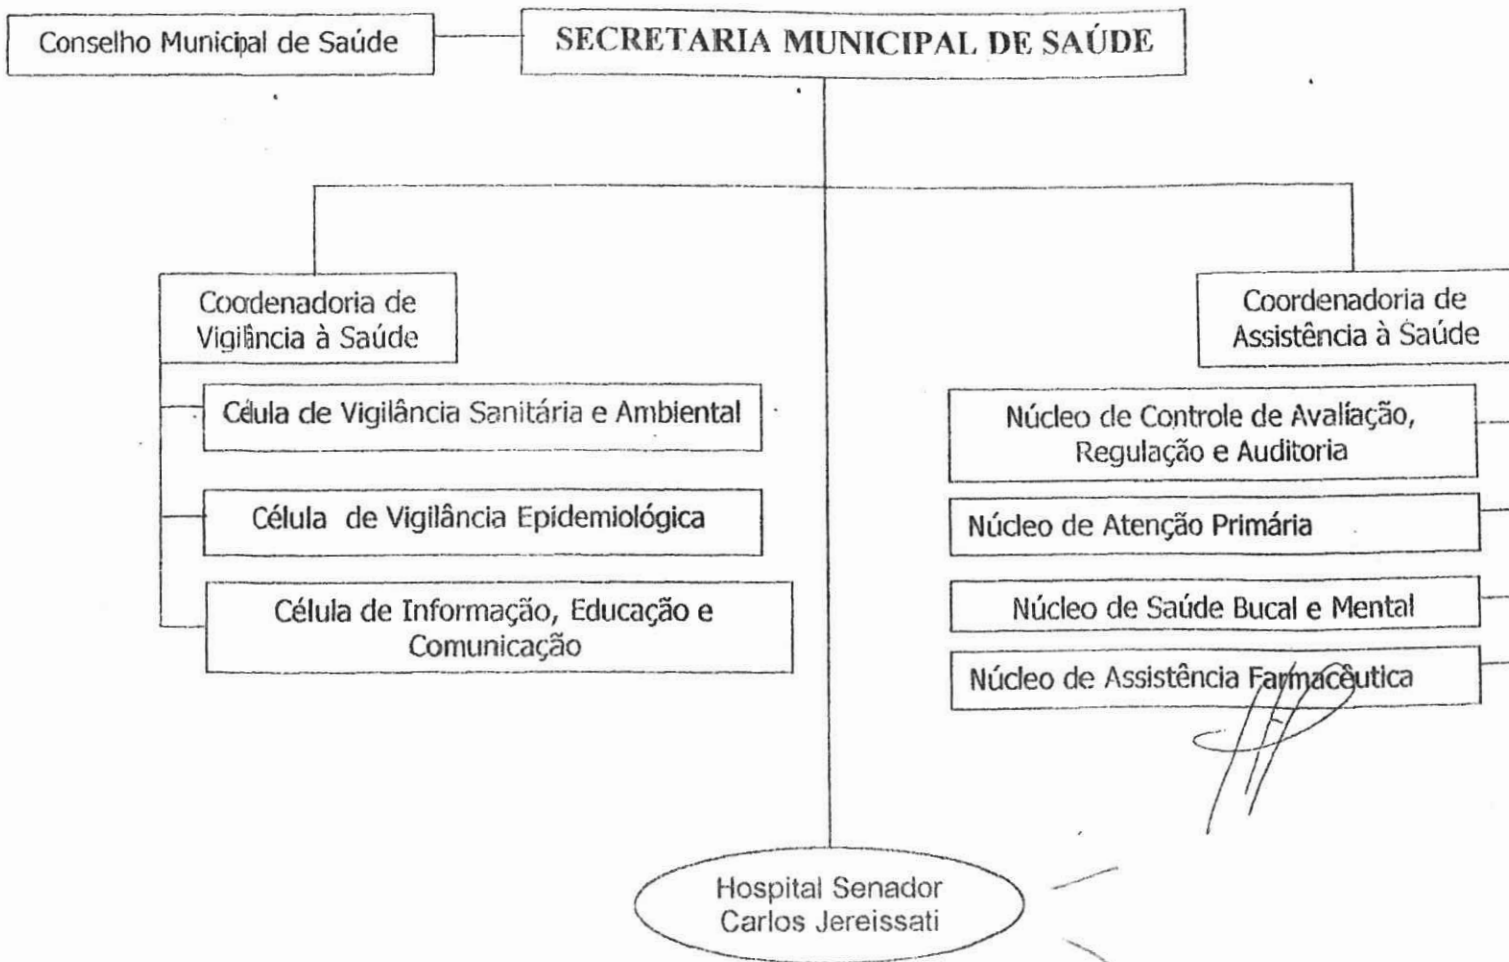 Conselho Municipal de Saúde
SECRETARIA MUNICIPAL DE SAÚDE
Coordenadoria de
Vigilância à Saúde
Célula de Vigilância Sanitária e Ambiental
Célula de Vigilância Epidemiológica
Célula de Informação, Educação e
Comunicação
Coordenadoria de
Assistência à Saúde
Núcleo de Controle de Avaliação,
Regulação e Auditoria
Núcleo de Atenção Primária
Núcleo de Saúde Bucal e Mental
Núcleo de Assistência Farmacêutica
Hospital Senador
Carlos Jereissati